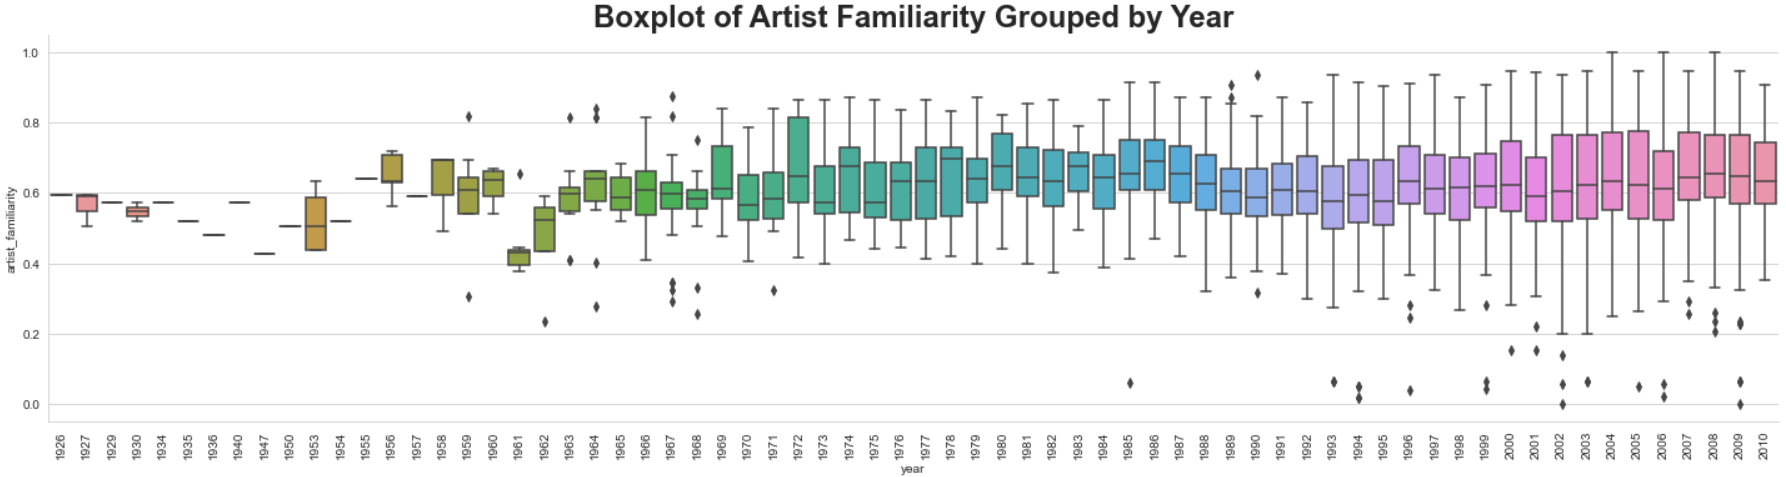 Boxplot of Artist Familiarity Grouped by Year
artist_familiarity
1.0
0.8
0.6
0.4
0.2
0.0
1926 1927 1929 1930 1934 1935 1936 1940 1947 1950 1953 1954 1955 1956 1957 1958 1959 1960 1961 1962 1963 1964 1965 1966 1967 1968 1969 1970 1971 1972 1973 1974 1975 1976 1977 1978 1979 1980 1981 1982 1983 1984 1985 1986 1987 1988 1989 1990 1991 1992 1993 1994 1995 1996 1997 1998 1999 2000 2001 2002 2003 2004 2005 2006 2007 2008 2009 2010
year